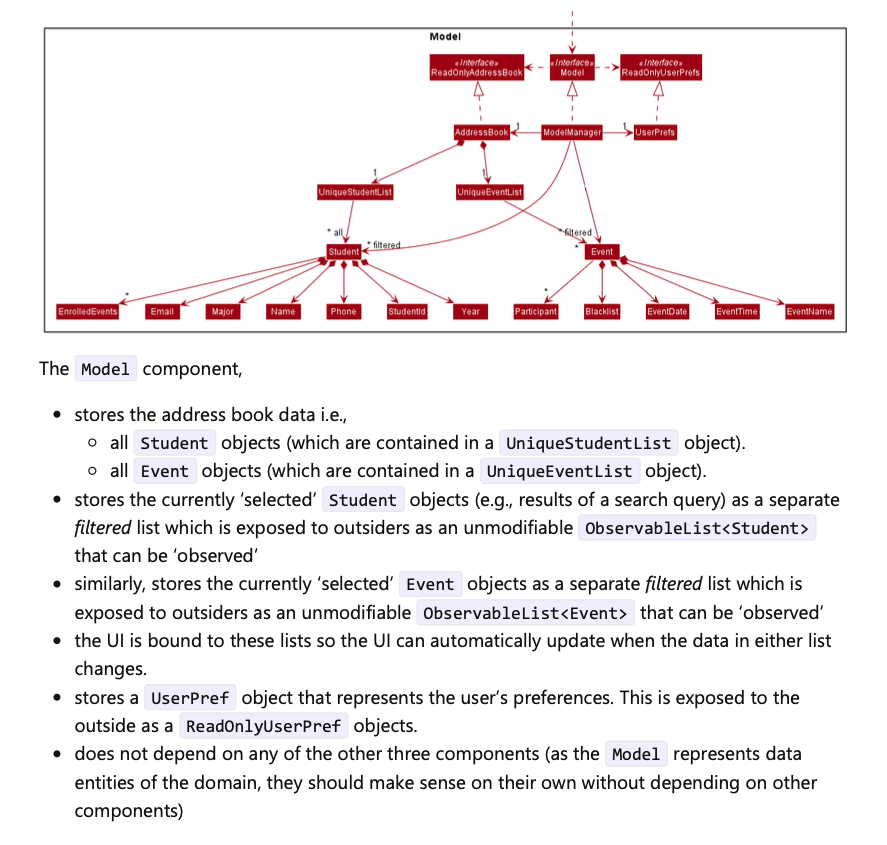 Model
«Interface»
ReadOnlyAddressBook
«Interface»
Model
«Interface»
ReadOnlyUserPrefs
AddressBook
1
ModelManager
1
UserPrefs
1
1
UniqueStudentList
UniqueEventList
* all
* filtered
*filtered
*
Student
Event
*
*
EnrolledEvents
Email
Major
Name
Phone
StudentId
Year
Participant
Blacklist
EventDate
EventTime
EventName
The Model component,
• stores the address book data i.e.,
○ all Student objects (which are contained in a UniqueStudentList object).
○ all Event objects (which are contained in a UniqueEventList object).
• stores the currently ‘selected’ Student objects (e.g., results of a search query) as a separate
filtered list which is exposed to outsiders as an unmodifiable ObservableList<Student>
that can be ‘observed’
• similarly, stores the currently ‘selected’ Event objects as a separate filtered list which is
exposed to outsiders as an unmodifiable ObservableList<Event> that can be ‘observed’
• the UI is bound to these lists so the UI can automatically update when the data in either list
changes.
• stores a UserPref object that represents the user’s preferences. This is exposed to the
outside as a ReadOnlyUserPref objects.
• does not depend on any of the other three components (as the Model represents data
entities of the domain, they should make sense on their own without depending on other
components)